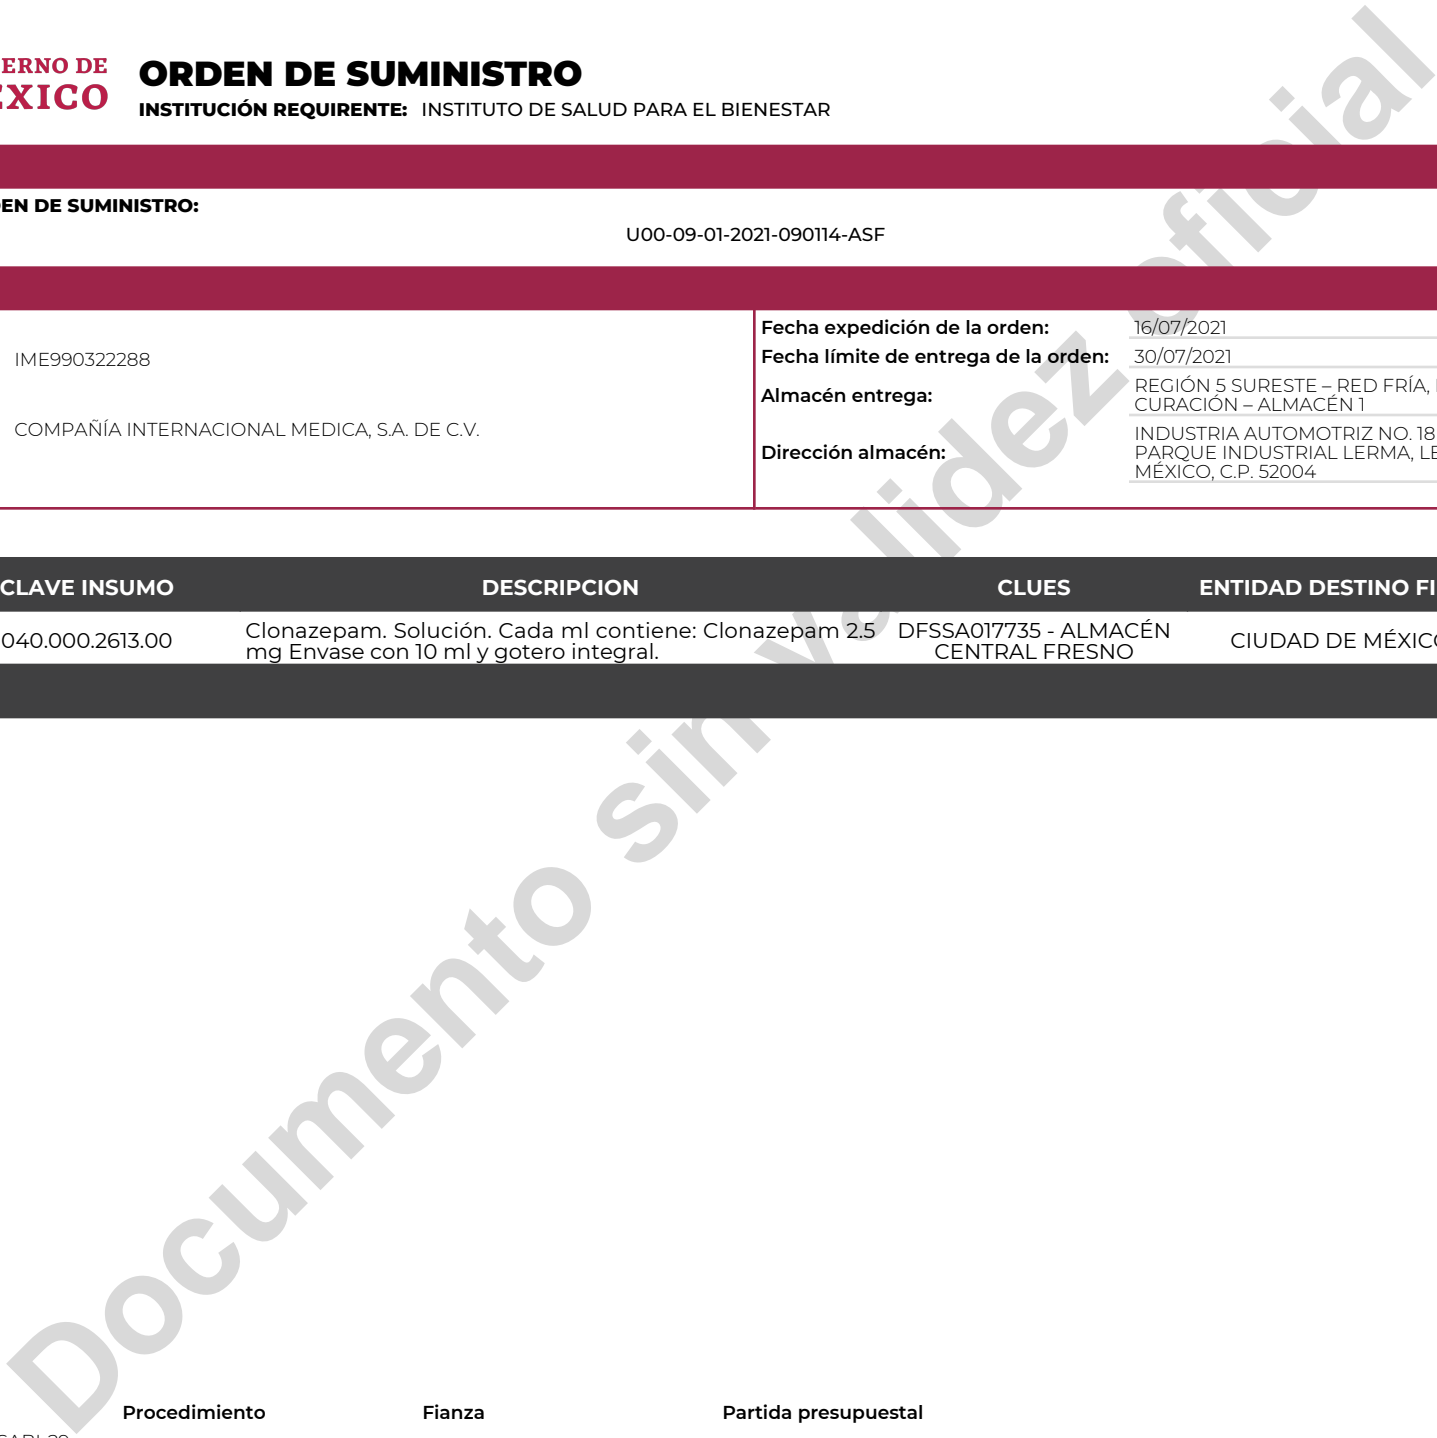 ERNO DE
ÉXICO
ORDEN DE SUMINISTRO
INSTITUCIÓN REQUIRENTE: INSTITUTO DE SALUD PARA EL BIENESTAR
EN DE SUMINISTRO:
U00-09-01-2021-090114-ASF
IME990322288
COMPAÑÍA INTERNACIONAL MEDICA, S.A. DE C.V.
Fecha expedición de la orden: 16/07/2021
Fecha límite de entrega de la orden: 30/07/2021
Almacén entrega: REGIÓN 5 SURESTE – RED FRÍA,
CURACIÓN – ALMACÉN 1
Dirección almacén: INDUSTRIA AUTOMOTRIZ NO. 18
PARQUE INDUSTRIAL LERMA, LE
MÉXICO, C.P. 52004
CLAVE INSUMO DESCRIPCION CLUES ENTIDAD DESTINO FI
040.000.2613.00 Clonazepam. Solución. Cada ml contiene: Clonazepam 2.5 DFSSA017735 - ALMACÉN CIUDAD DE MÉXICO
mg Envase con 10 ml y gotero integral. CENTRAL FRESNO
Documento sin validez oficial
Procedimiento Fianza Partida presupuestal